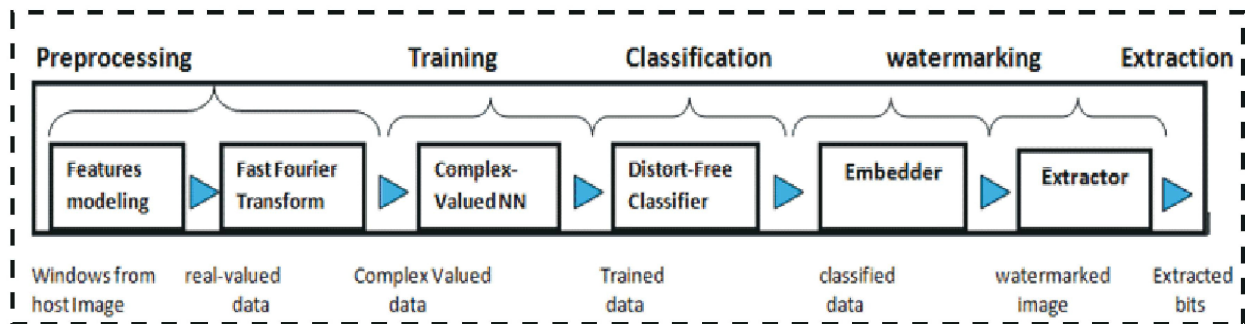 Preprocessing Training Classification watermarking Extraction
Features modeling
Fast Fourier Transform
Complex-Valued NN
Distort-Free Classifier
Embedder
Extractor
Windows from host Image
real-valued data
Complex Valued data
Trained data
classified data
watermarked image
Extracted bits